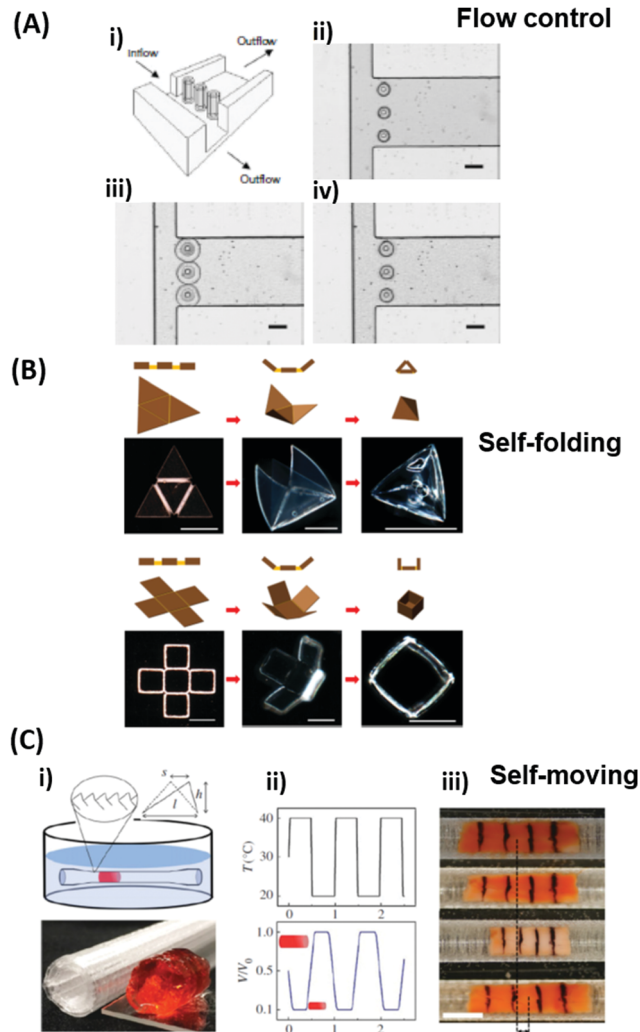 (A)
Flow control
i)
Inflow
Outflow
Outflow
ii)
iii)
iv)
(B)
Self-folding
(C)
Self-moving
i)
s
h
l
ii)
40
T(°C)
30
20
0
1
2
1.0
V/V₀
0.5
0.1
0
1
2
iii)